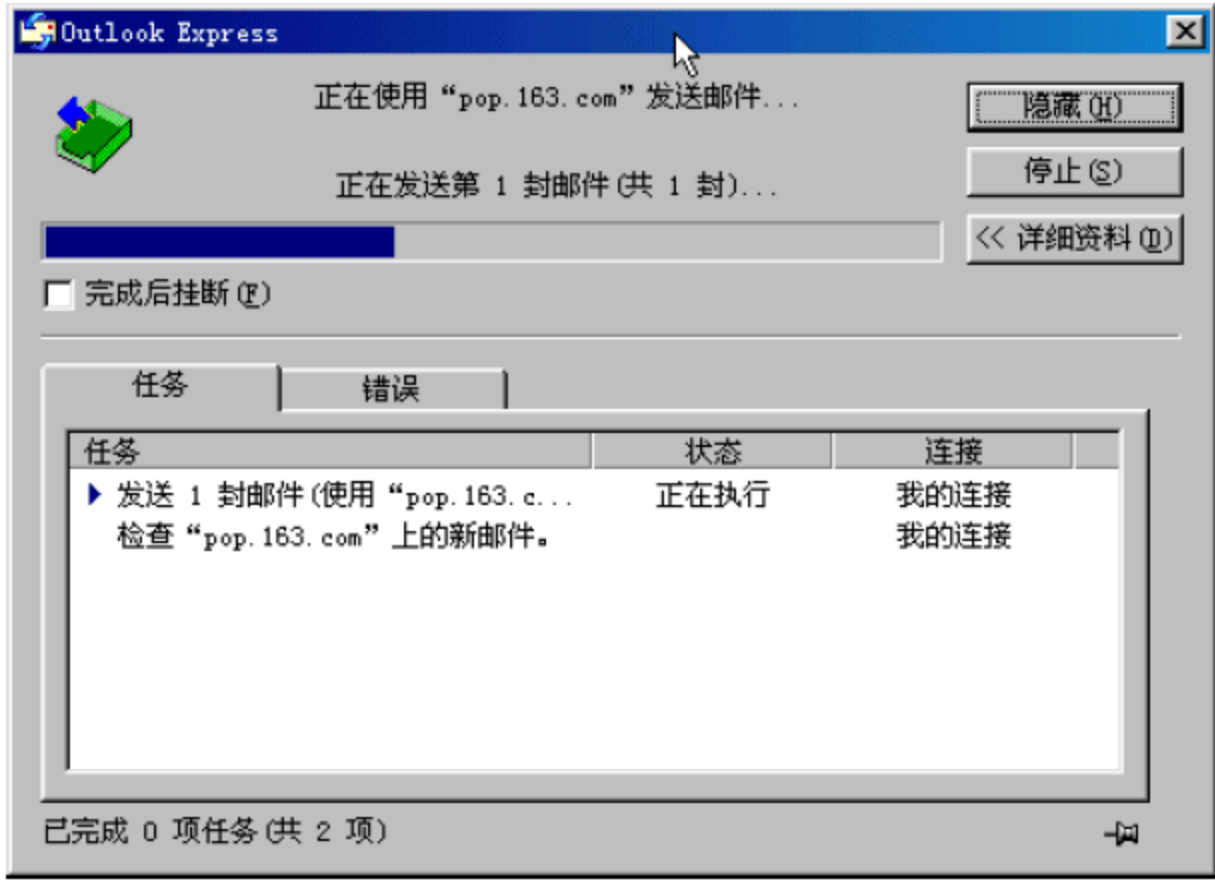 Outlook Express
正在使用“pop.163.com”发送邮件...
隐藏(H)
正在发送第 1 封邮件(共 1 封)...
停止(S)
<< 详细资料(D)
完成后挂断(F)
任务 错误
任务 状态 连接
发送 1 封邮件(使用“pop.163.c... 正在执行 我的连接
检查“pop.163.com”上的新邮件。 我的连接
已完成 0 项任务(共 2 项)